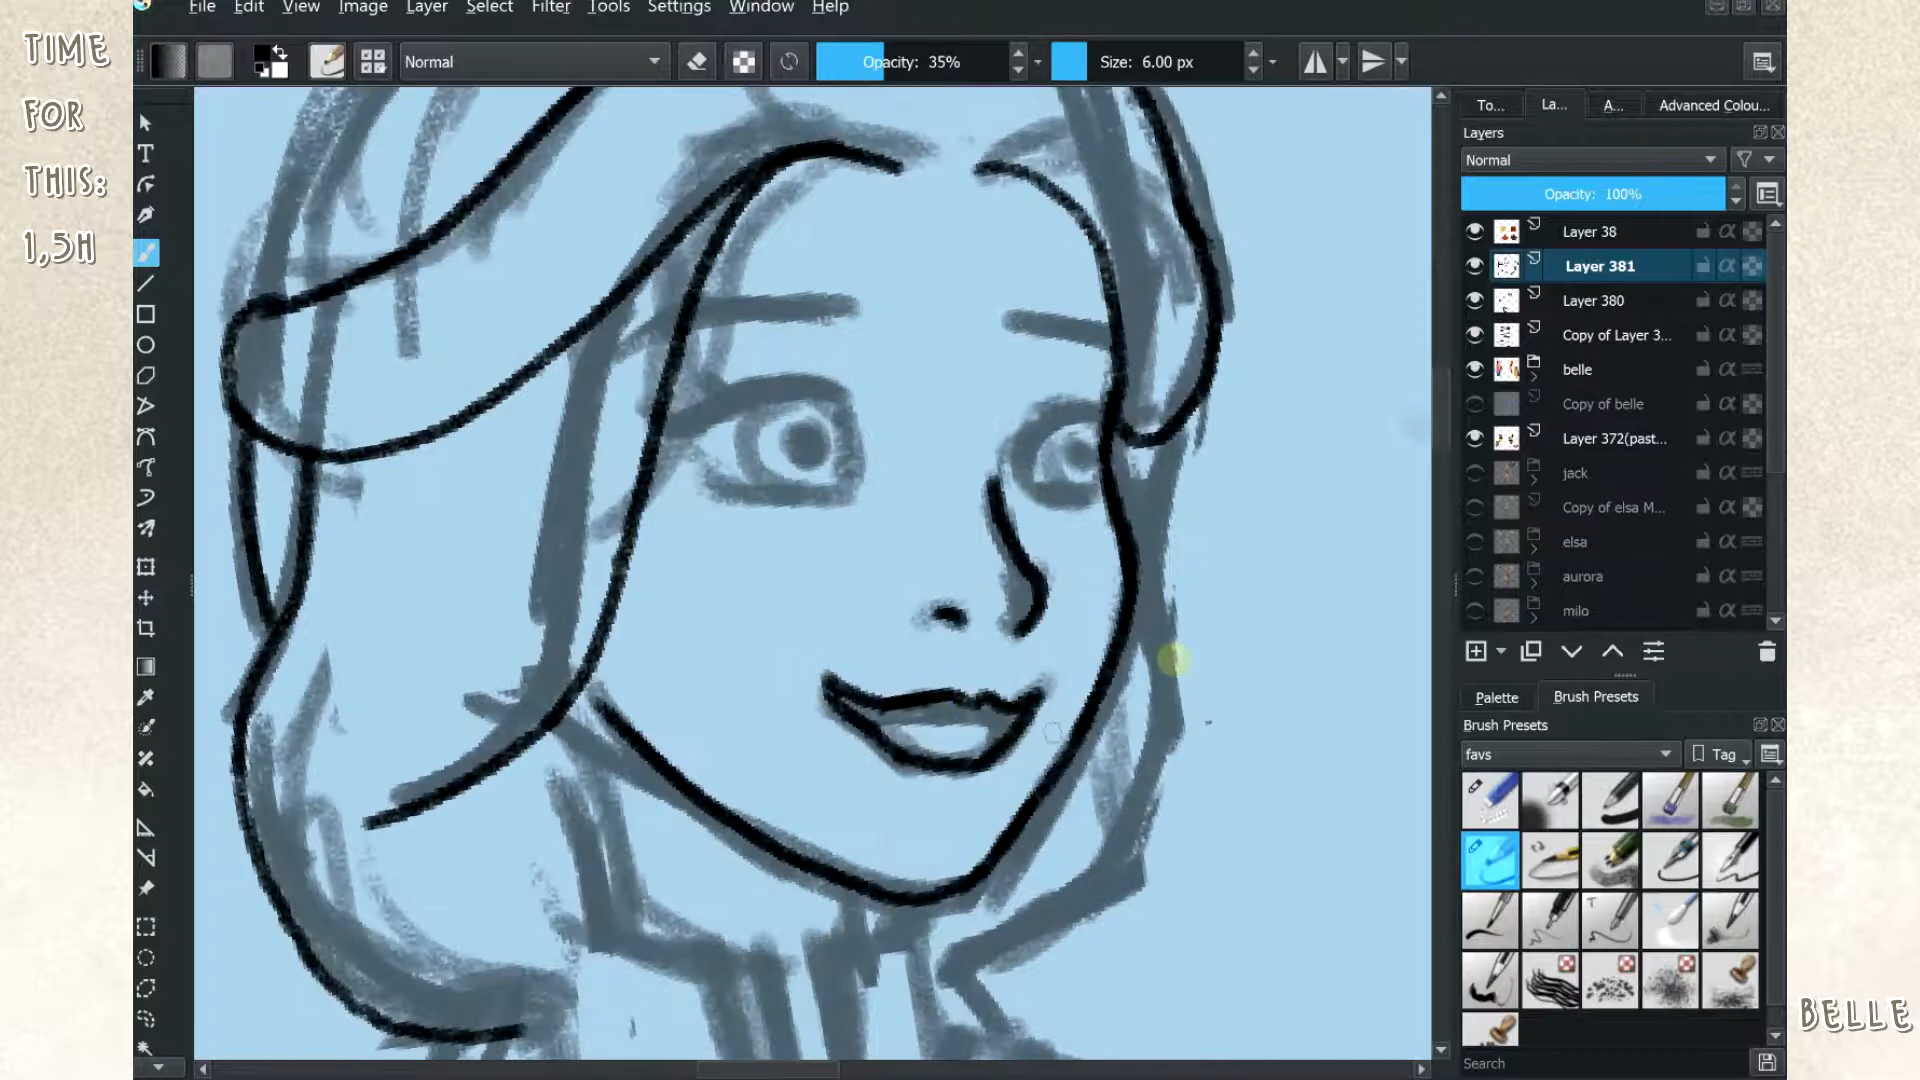 TIME
FOR
THIS:
1,5H
File Edit View Image Layer Select Filter Tools Settings Window Help
Normal
Opacity: 35%
Size: 6.00 px
To... La... A... Advanced Colou...
Layers
Normal
Opacity: 100%
Layer 38
Layer 381
Layer 380
Copy of Layer 3...
belle
Copy of belle
Layer 372(past...
jack
Copy of elsa M...
elsa
aurora
milo
Palette Brush Presets
Brush Presets
favs
Tag
Search
BELLE